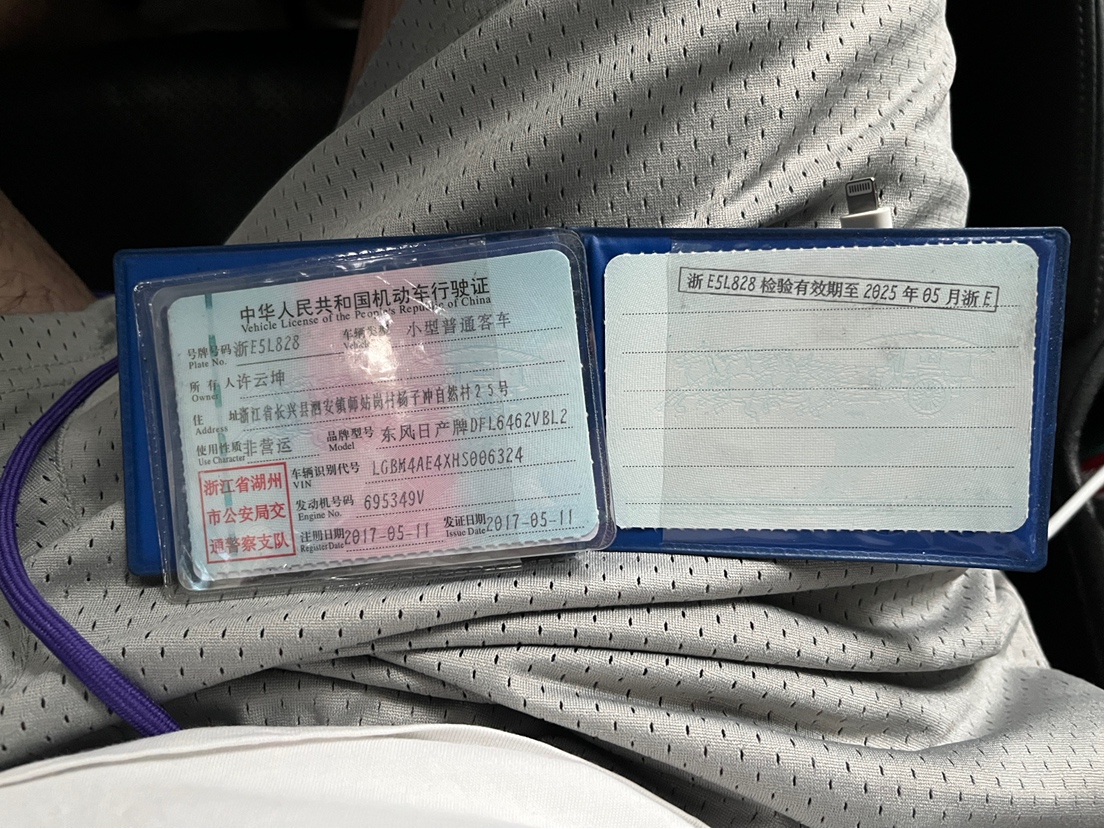 中华人民共和国机动车行驶证
Vehicle License of the People's Republic of China
号牌号码 浙E5L828 车辆类型 小型普通客车
Plate No. Vehicle
所有人 许云坤
Owner
住址 浙江省长兴县泗安镇师姑岗村杨子冲自然村25号
Address
使用性质 非营运 品牌型号 东风日产牌DFL6462VBL2
Use Character Model
浙江省湖州
市公安局交
通警察支队
车辆识别代号 LGBM4AE4XHS006324
VIN
发动机号码 695349V
Engine No.
注册日期 2017-05-11 发证日期 2017-05-11
Register Date Issue Date
浙E5L828检验有效期至2025年05月浙E